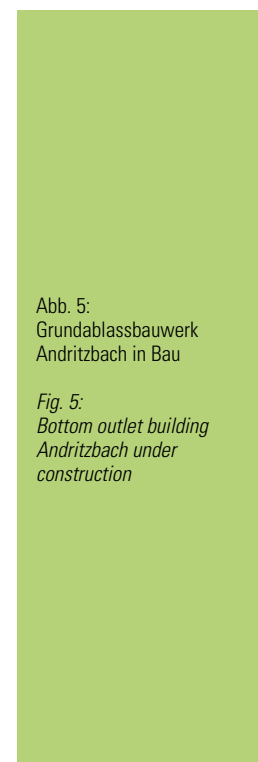 Abb. 5:
Grundablassbauwerk
Andritzbach in Bau
Fig. 5:
Bottom outlet building
Andritzbach under
construction